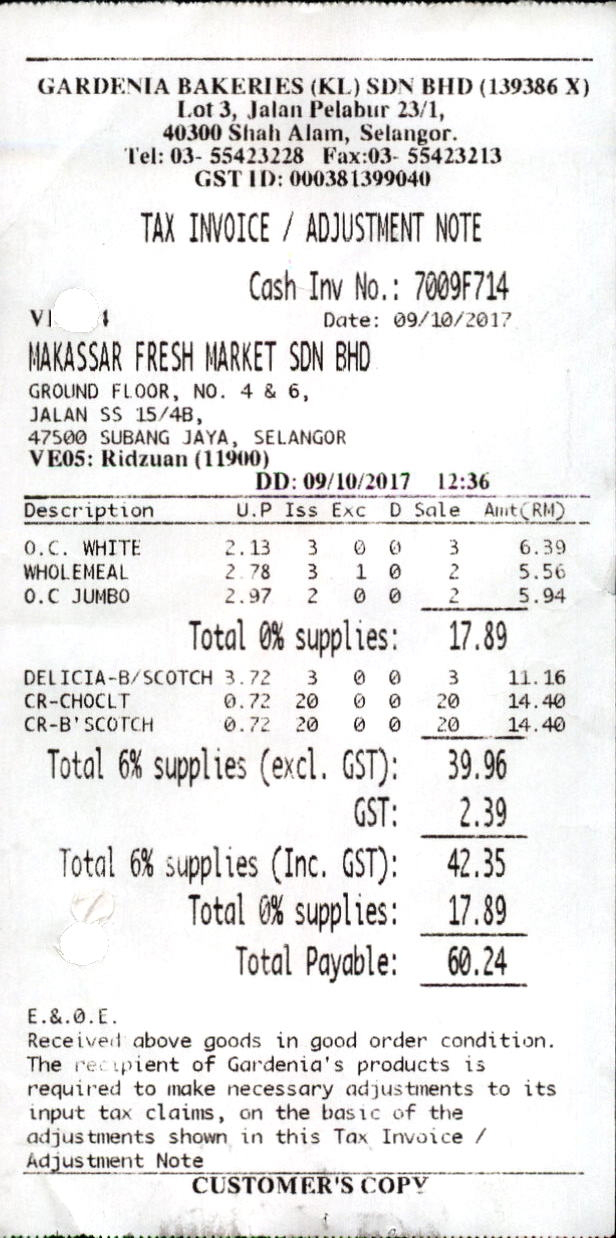 GARDENIA BAKERIES (KL) SDN BHD (139386 X)
Lot 3, Jalan Pelabur 23/1,
40300 Shah Alam, Selangor.
Tel: 03- 55423228 Fax:03- 55423213
GST ID: 000381399040
TAX INVOICE / ADJUSTMENT NOTE
Cash Inv No.: 7009F714
Date: 09/10/2017
MAKASSAR FRESH MARKET SDN BHD
GROUND FLOOR, NO. 4 & 6,
JALAN SS 15/4B,
47500 SUBANG JAYA, SELANGOR
VE05: Ridzuan (11900)
DD: 09/10/2017 12:36
Description U.P Iss Exc D Sale Amt(RM)
O.C. WHITE 2.13 3 0 0 3 6.39
WHOLEMEAL 2.78 3 1 0 2 5.56
O.C JUMBO 2.97 2 0 0 2 5.94
Total 0% supplies: 17.89
DELICIA-B/SCOTCH 3.72 3 0 0 3 11.16
CR-CHOCLT 0.72 20 0 0 20 14.40
CR-B'SCOTCH 0.72 20 0 0 20 14.40
Total 6% supplies (excl. GST): 39.96
GST: 2.39
Total 6% supplies (Inc. GST): 42.35
Total 0% supplies: 17.89
Total Payable: 60.24
E.&.O.E.
Received above goods in good order condition.
The recipient of Gardenia's products is
required to make necessary adjustments to its
input tax claims, on the basic of the
adjustments shown in this Tax Invoice /
Adjustment Note
CUSTOMER'S COPY